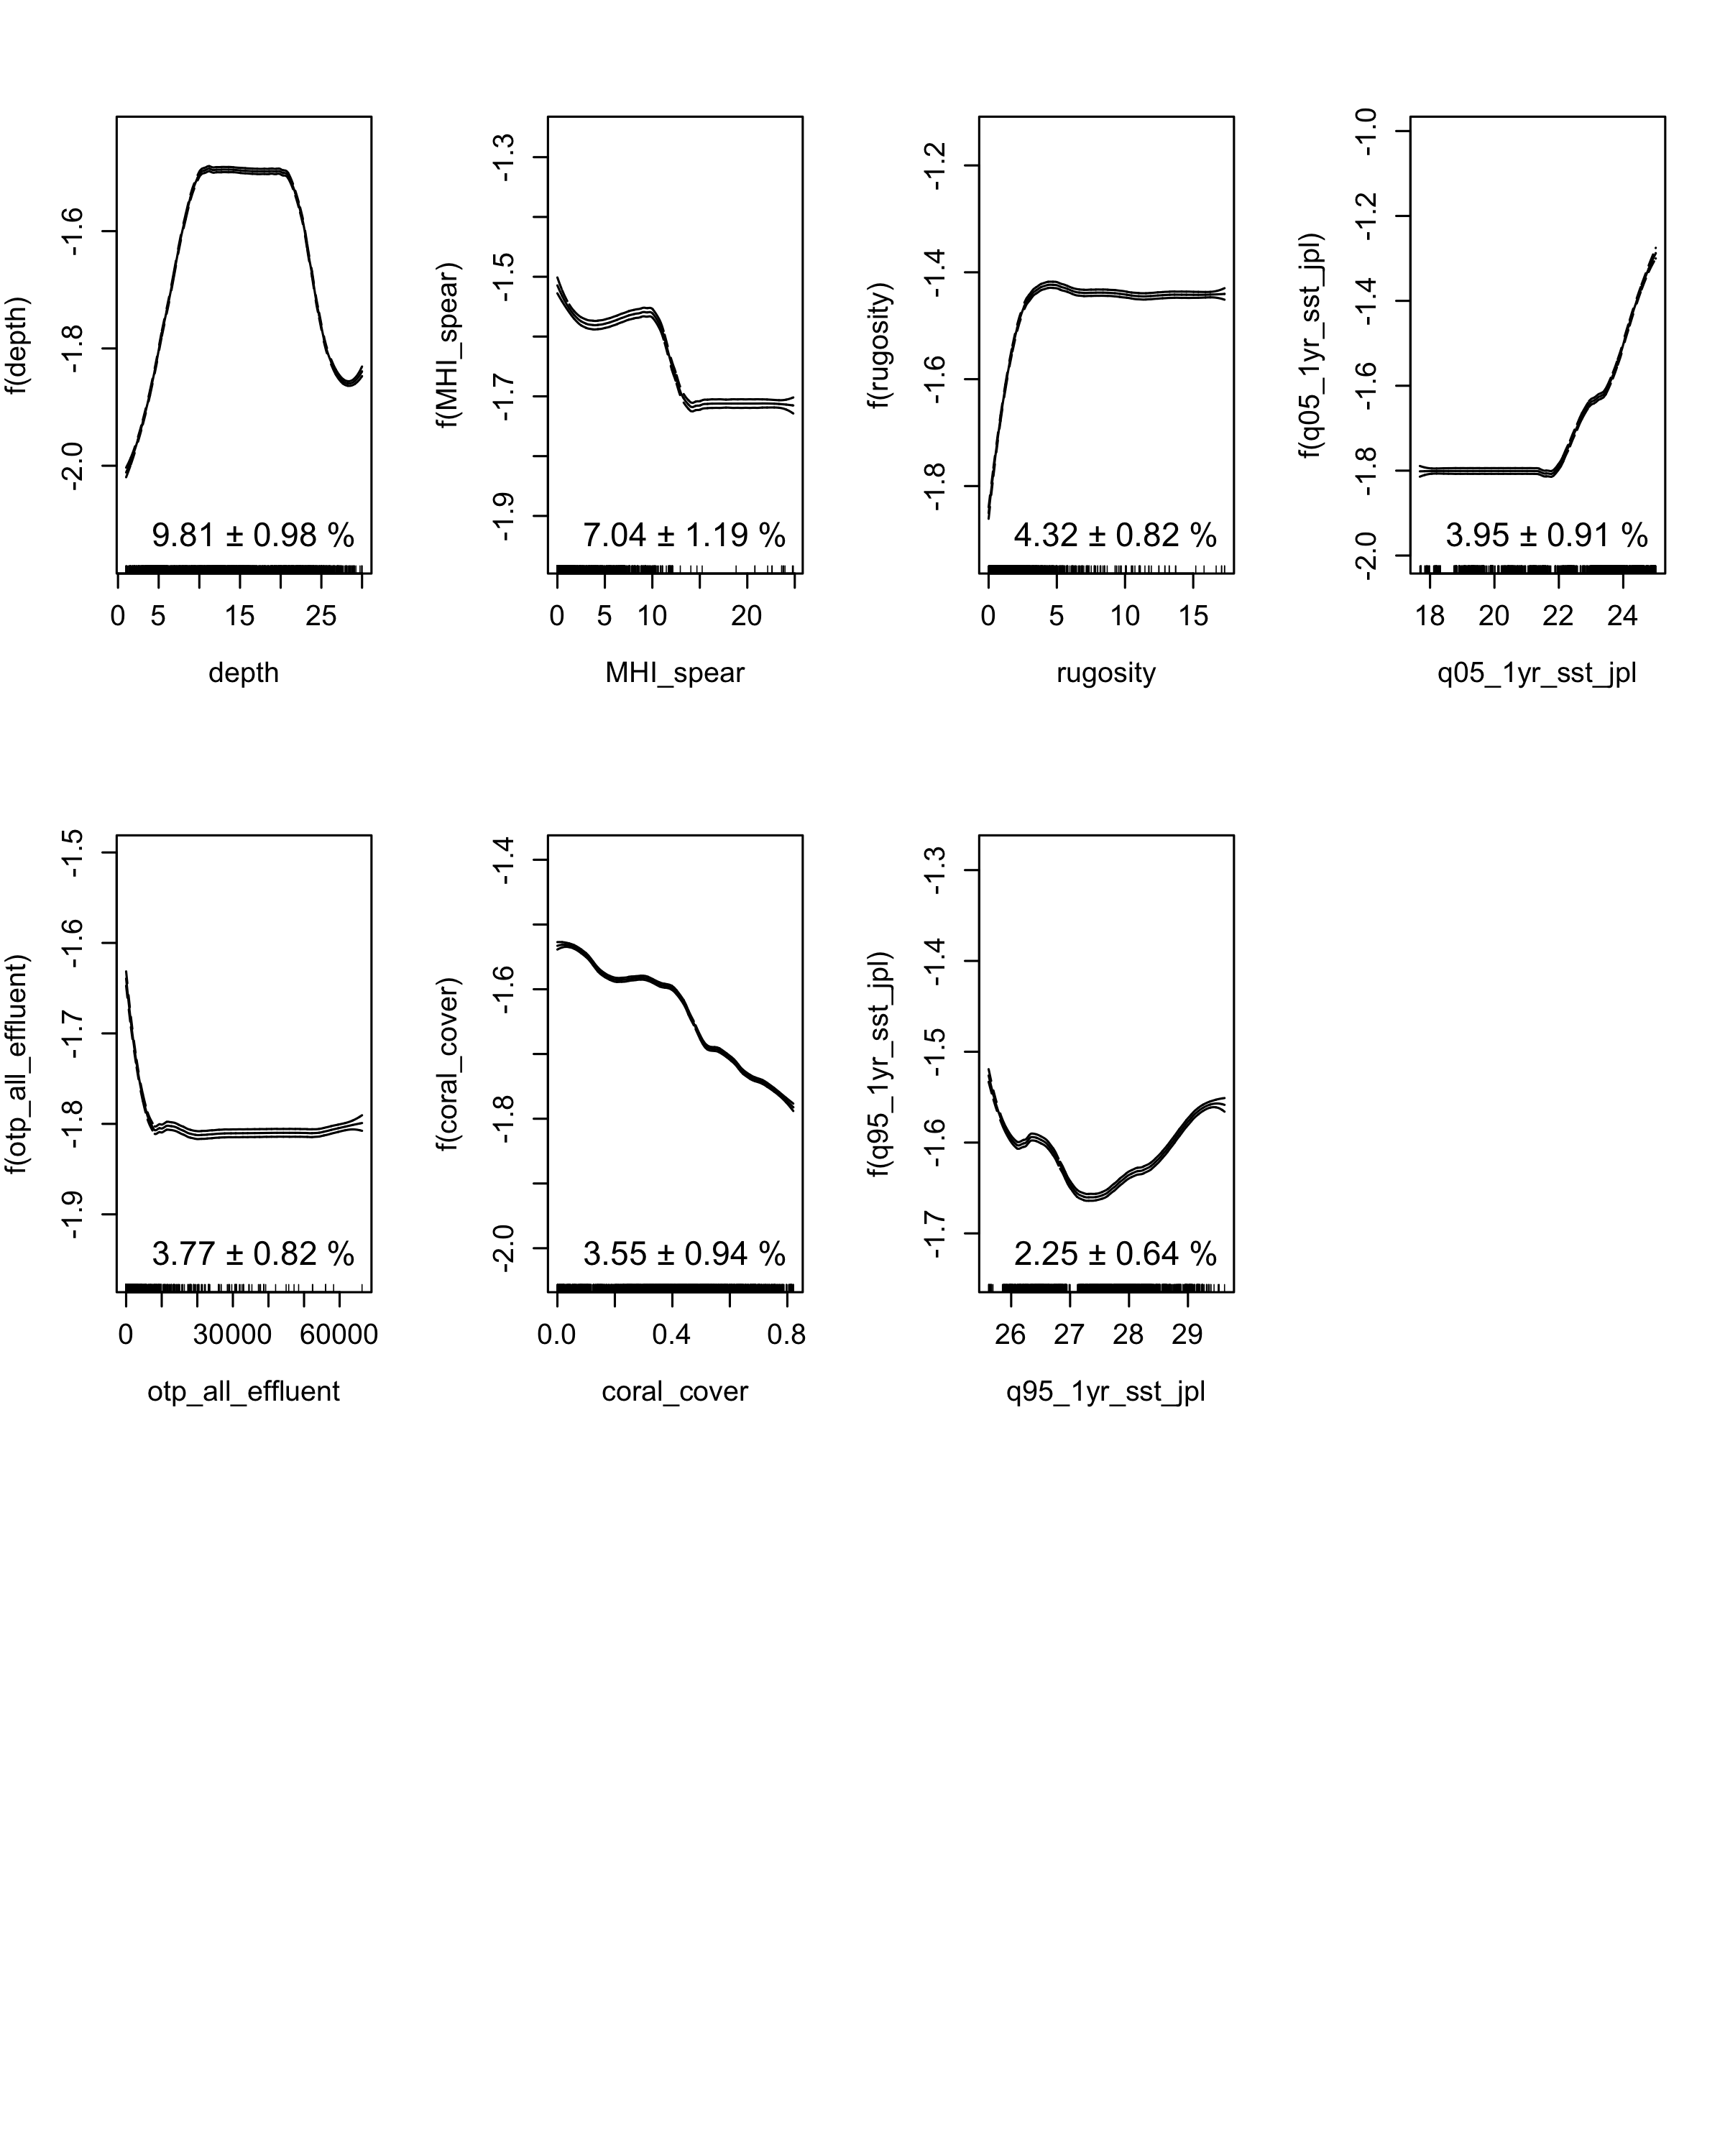 f(depth)
-1.6
-1.8
-2.0
9.81 ± 0.98 %
0 5 15 25
depth
f(MHI_spear)
-1.3
-1.5
-1.7
-1.9
7.04 ± 1.19 %
0 5 10 20
MHI_spear
f(rugosity)
-1.2
-1.4
-1.6
-1.8
4.32 ± 0.82 %
0 5 10 15
rugosity
f(q05_1yr_sst_jpl)
-1.0
-1.2
-1.4
-1.6
-1.8
-2.0
3.95 ± 0.91 %
18 20 22 24
q05_1yr_sst_jpl
f(otp_all_effluent)
-1.5
-1.6
-1.7
-1.8
-1.9
3.77 ± 0.82 %
0 30000 60000
otp_all_effluent
f(coral_cover)
-1.4
-1.6
-1.8
-2.0
3.55 ± 0.94 %
0.0 0.4 0.8
coral_cover
f(q95_1yr_sst_jpl)
-1.3
-1.4
-1.5
-1.6
-1.7
2.25 ± 0.64 %
26 27 28 29
q95_1yr_sst_jpl